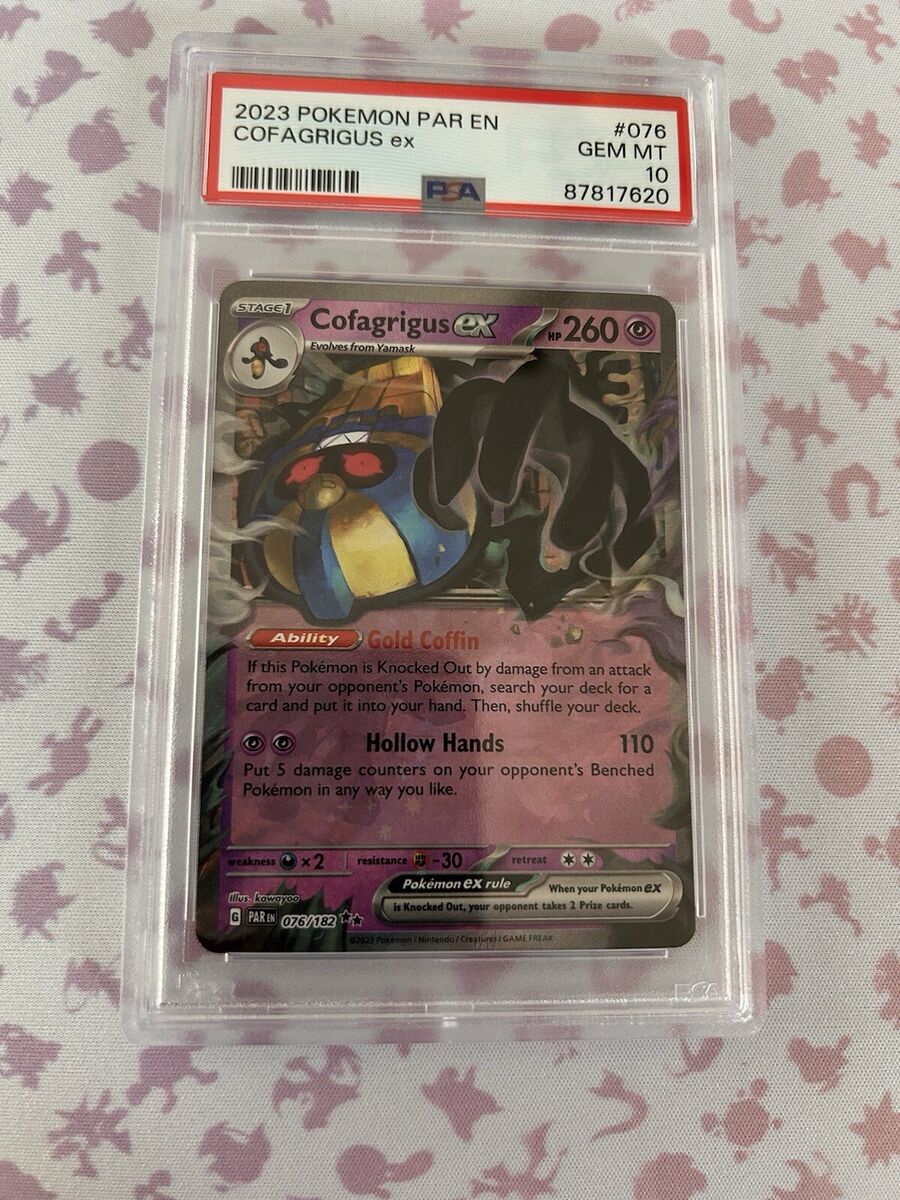 2023 POKEMON PAR EN #076
COFAGRIGUS ex GEM MT
10
PSA 87817620
STAGE 1 Cofagrigus ex HP 260
Evolves from Yamask
Ability Gold Coffin
If this Pokémon is Knocked Out by damage from an attack
from your opponent's Pokémon, search your deck for a
card and put it into your hand. Then, shuffle your deck.
Hollow Hands 110
Put 5 damage counters on your opponent's Benched
Pokémon in any way you like.
weakness x2 resistance -30 retreat
Pokémon ex rule When your Pokémon ex
is Knocked Out, your opponent takes 2 Prize cards.
Illus. kawayoo
G PAR EN 076/182
©2023 Pokémon / Nintendo / Creatures / GAME FREAK
PSA